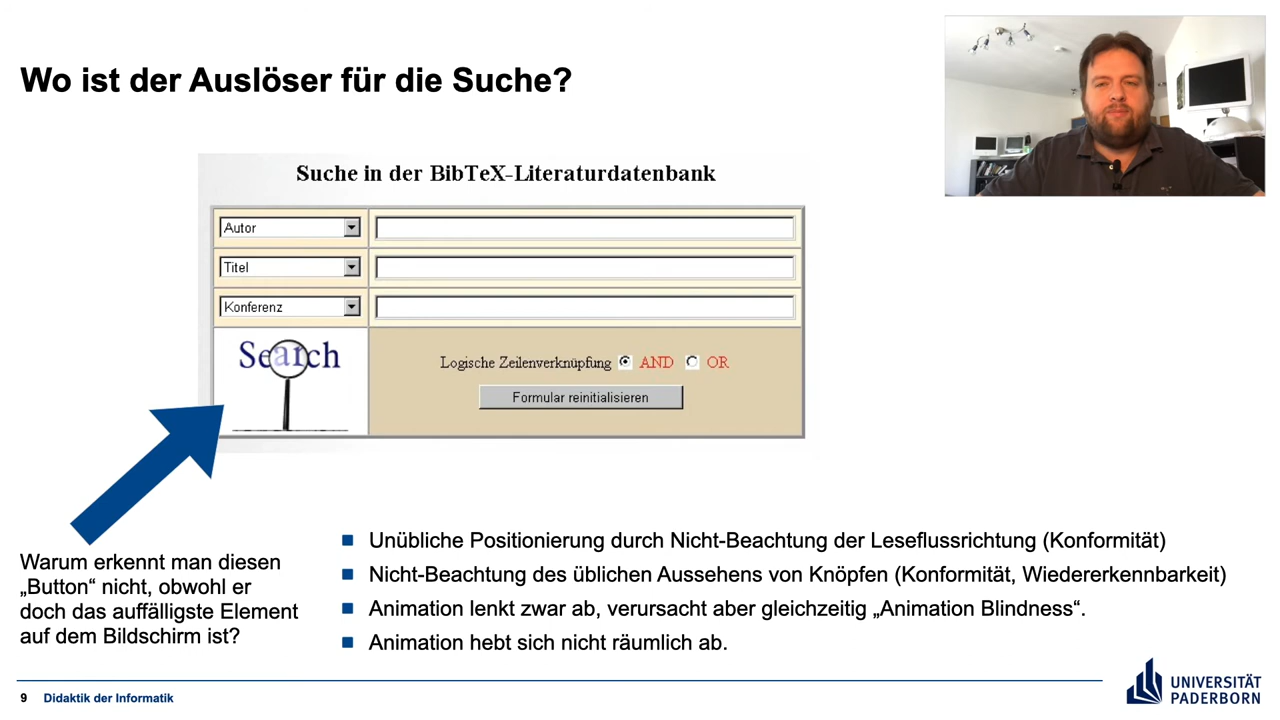 Wo ist der Auslöser für die Suche?
Suche in der BibTeX-Literaturdatenbank
Autor
Titel
Konferenz
Search
Logische Zeilenverknüpfung AND OR
Formular reinitialisieren
Warum erkennt man diesen
„Button“ nicht, obwohl er
doch das auffälligste Element
auf dem Bildschirm ist?
Unübliche Positionierung durch Nicht-Beachtung der Leseflussrichtung (Konformität)
Nicht-Beachtung des üblichen Aussehens von Knöpfen (Konformität, Wiedererkennbarkeit)
Animation lenkt zwar ab, verursacht aber gleichzeitig „Animation Blindness“.
Animation hebt sich nicht räumlich ab.
9 Didaktik der Informatik
UNIVERSITÄT
PADERBORN